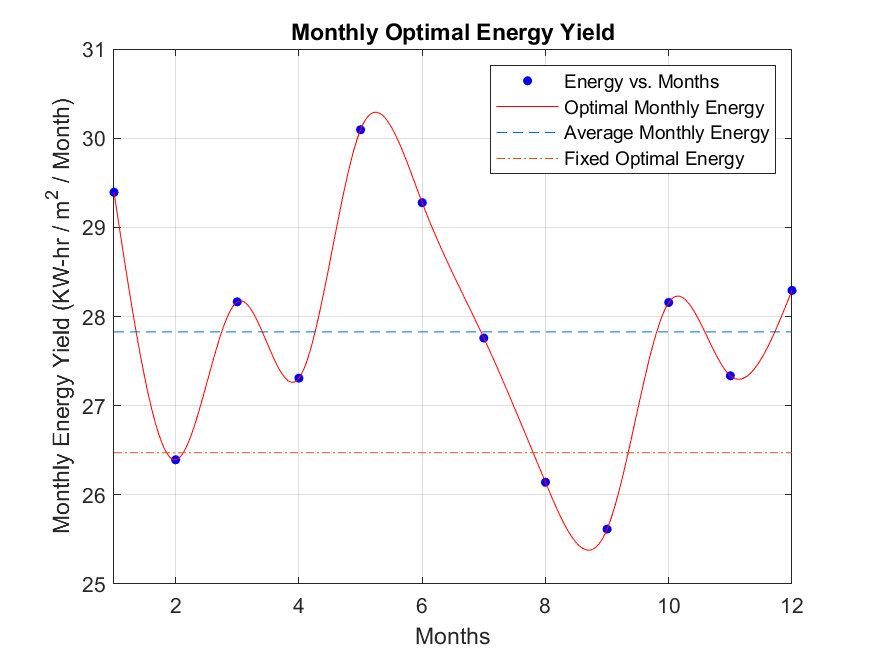 Monthly Optimal Energy Yield
Monthly Energy Yield (KW-hr / m² / Month)
31
30
29
28
27
26
25
Energy vs. Months
Optimal Monthly Energy
Average Monthly Energy
Fixed Optimal Energy
2 4 6 8 10 12
Months